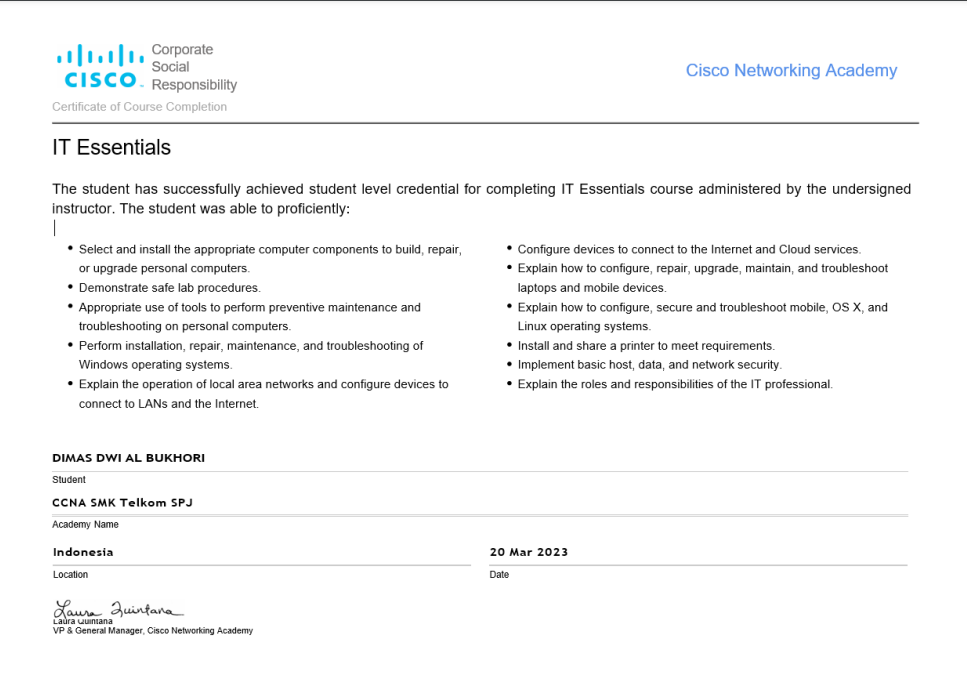 Corporate
Social
Responsibility
CISCO
Cisco Networking Academy
Certificate of Course Completion
IT Essentials
The student has successfully achieved student level credential for completing IT Essentials course administered by the undersigned
instructor. The student was able to proficiently:
• Select and install the appropriate computer components to build, repair,
or upgrade personal computers.
• Demonstrate safe lab procedures.
• Appropriate use of tools to perform preventive maintenance and
troubleshooting on personal computers.
• Perform installation, repair, maintenance, and troubleshooting of
Windows operating systems.
• Explain the operation of local area networks and configure devices to
connect to LANs and the Internet.
• Configure devices to connect to the Internet and Cloud services.
• Explain how to configure, repair, upgrade, maintain, and troubleshoot
laptops and mobile devices.
• Explain how to configure, secure and troubleshoot mobile, OS X, and
Linux operating systems.
• Install and share a printer to meet requirements.
• Implement basic host, data, and network security.
• Explain the roles and responsibilities of the IT professional.
DIMAS DWI AL BUKHORI
Student
CCNA SMK Telkom SPJ
Academy Name
Indonesia
Location
20 Mar 2023
Date
Laura Quintana
Laura Quintana
VP & General Manager, Cisco Networking Academy